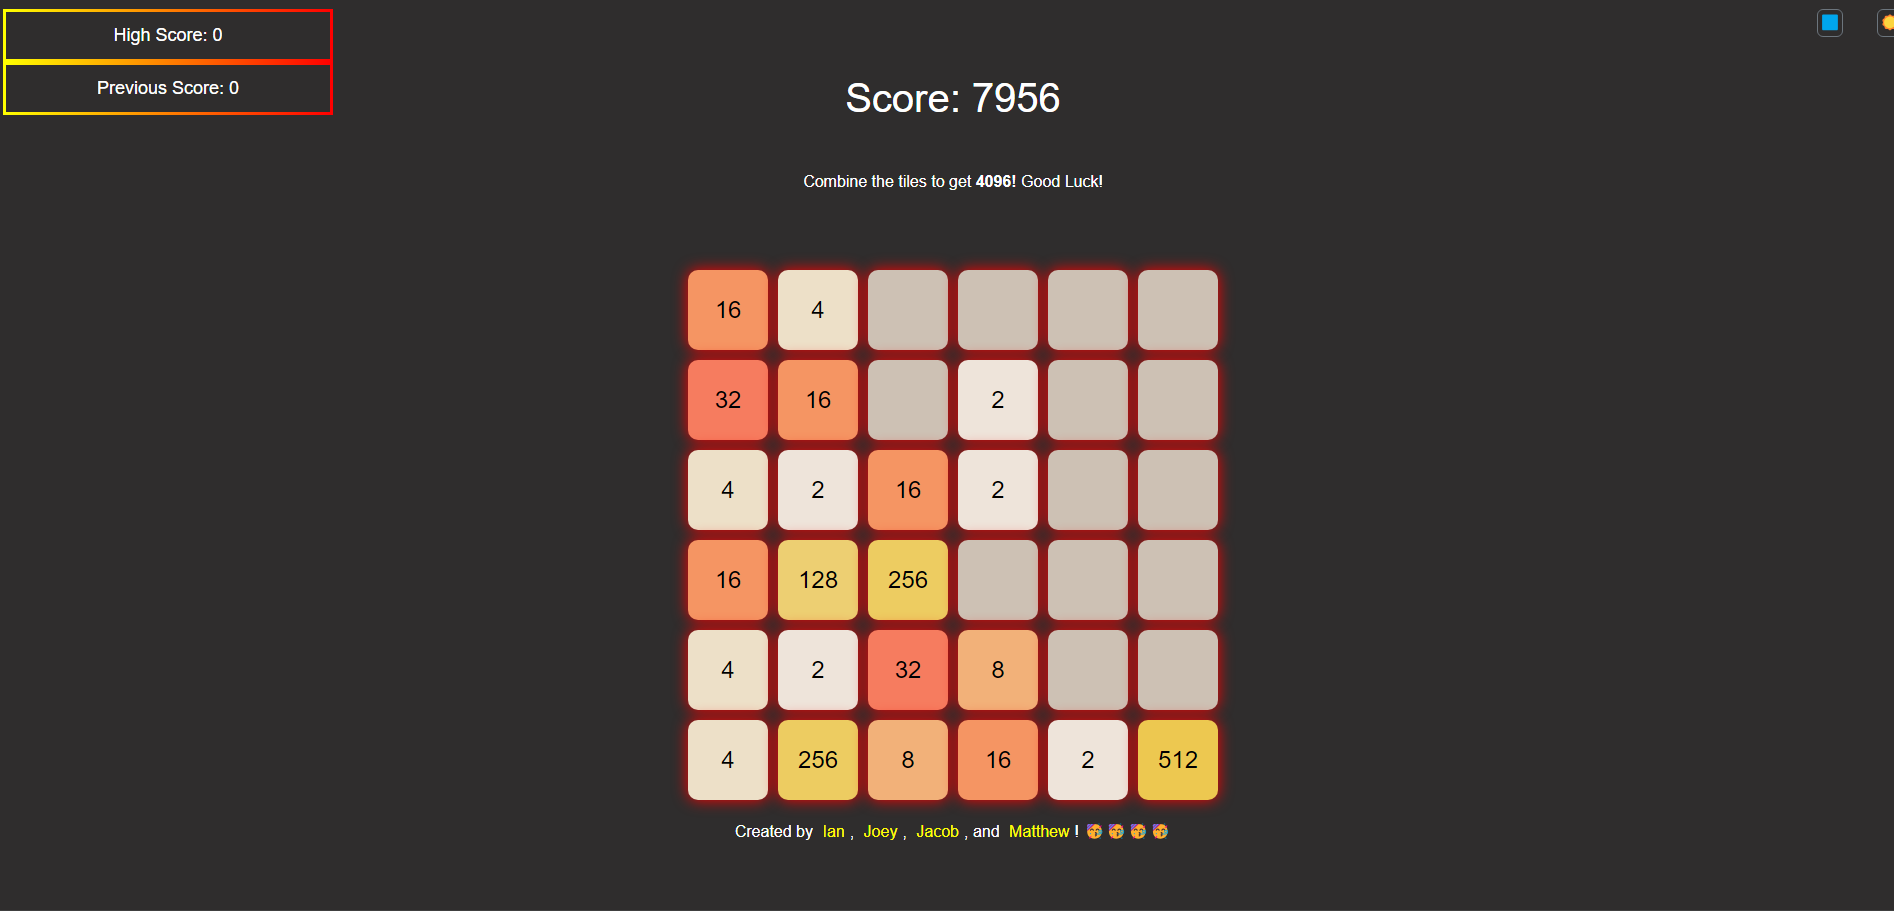 High Score: 0
Previous Score: 0
Score: 7956
Combine the tiles to get 4096! Good Luck!
16 4
32 16 2
4 2 16 2
16 128 256
4 2 32 8
4 256 8 16 2 512
Created by Ian , Joey , Jacob , and Matthew ! 🥳 🥳 🥳 🥳